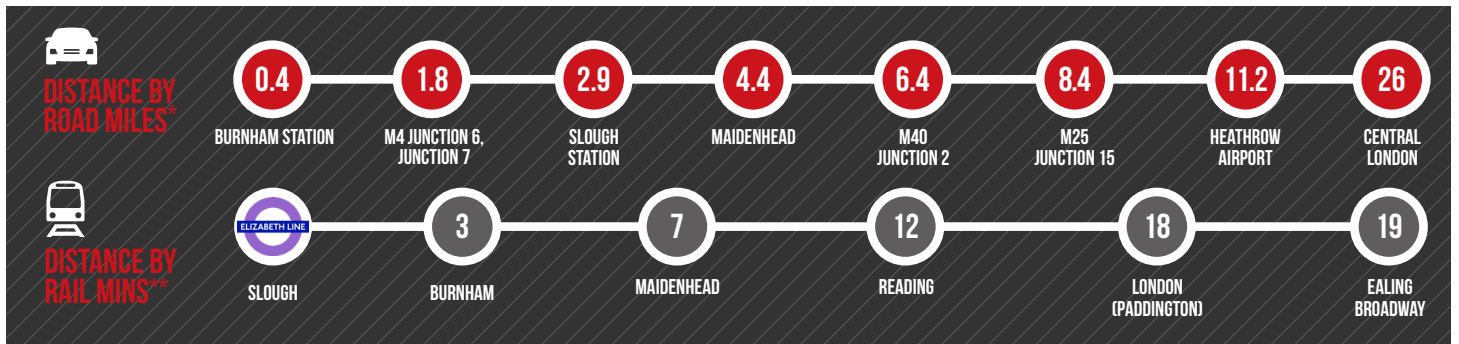 DISTANCE BY
ROAD MILES*
0.4
1.8
2.9
4.4
6.4
8.4
11.2
26
BURNHAM STATION
M4 JUNCTION 6,
JUNCTION 7
SLOUGH
STATION
MAIDENHEAD
M40
JUNCTION 2
M25
JUNCTION 15
HEATHROW
AIRPORT
CENTRAL
LONDON
DISTANCE BY
RAIL MINS**
ELIZABETH LINE
3
7
12
18
19
SLOUGH
BURNHAM
MAIDENHEAD
READING
LONDON
(PADDINGTON)
EALING
BROADWAY